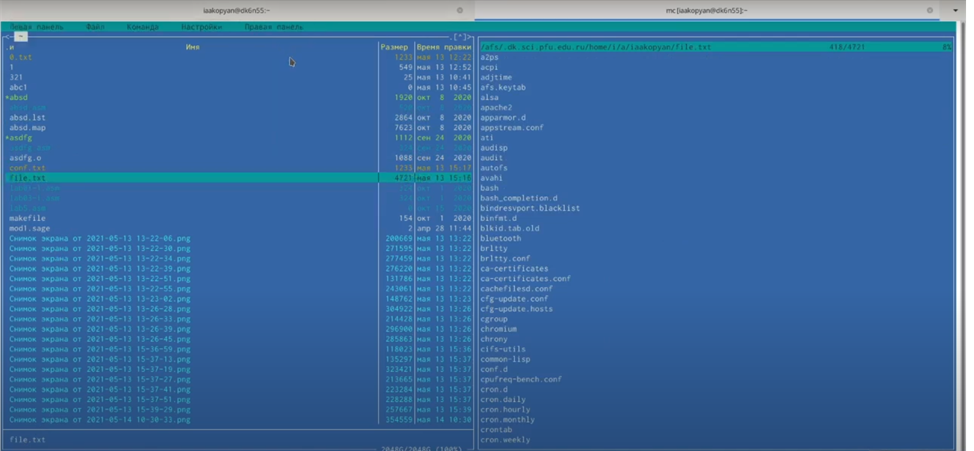 iaakopyan@dk6n55:~
mc [iaakopyan@dk6n55]:~
Левая панель Файл Команда Настройки Правая панель
~ .[^]>
.и Имя Размер Время правки
0.txt 1233 мая 13 12:22
1 549 мая 13 12:52
321 25 мая 13 10:41
abc1 0 мая 13 10:45
*absd 1920 окт 8 2020
absd.lst 2864 окт 8 2020
absd.map 7623 окт 8 2020
*asdfg 1112 сен 24 2020
asdfg.o 1088 сен 24 2020
conf.txt 1233 мая 13 15:17
file.txt 4721 мая 13 15:16
makefile 154 окт 1 2020
mod1.sage 2 апр 28 11:44
Снимок экрана от 2021-05-13 13-22-06.png 200669 мая 13 13:22
Снимок экрана от 2021-05-13 13-22-30.png 271595 мая 13 13:22
Снимок экрана от 2021-05-13 13-22-34.png 277459 мая 13 13:22
Снимок экрана от 2021-05-13 13-22-39.png 276220 мая 13 13:22
Снимок экрана от 2021-05-13 13-22-51.png 131786 мая 13 13:22
Снимок экрана от 2021-05-13 13-22-55.png 243061 мая 13 13:22
Снимок экрана от 2021-05-13 13-23-02.png 148762 мая 13 13:23
Снимок экрана от 2021-05-13 13-26-28.png 304922 мая 13 13:26
Снимок экрана от 2021-05-13 13-26-33.png 214428 мая 13 13:26
Снимок экрана от 2021-05-13 13-26-39.png 296900 мая 13 13:26
Снимок экрана от 2021-05-13 13-26-45.png 285863 мая 13 13:26
Снимок экрана от 2021-05-13 15-36-59.png 118023 мая 13 15:36
Снимок экрана от 2021-05-13 15-37-13.png 135297 мая 13 15:37
Снимок экрана от 2021-05-13 15-37-19.png 323421 мая 13 15:37
Снимок экрана от 2021-05-13 15-37-27.png 213665 мая 13 15:37
Снимок экрана от 2021-05-13 15-37-41.png 223284 мая 13 15:37
Снимок экрана от 2021-05-13 15-37-51.png 228288 мая 13 15:37
Снимок экрана от 2021-05-13 15-39-29.png 257667 мая 13 15:39
Снимок экрана от 2021-05-14 10-30-33.png 354559 мая 14 10:30
file.txt
2048G/2048G (100%)
/afs/.dk.sci.pfu.edu.ru/home/i/a/iaakopyan/file.txt 418/4721 8%
a2ps
acpi
adjtime
afs.keytab
alsa
apache2
apparmor.d
appstream.conf
ati
audisp
audit
autofs
avahi
bash
bash_completion.d
bindresvport.blacklist
binfmt.d
blkid.tab.old
bluetooth
brltty
brltty.conf
ca-certificates
ca-certificates.conf
cachefilesd.conf
cfg-update.conf
cfg-update.hosts
cgroup
chromium
chrony
cifs-utils
common-lisp
conf.d
cpufreq-bench.conf
cron.d
cron.daily
cron.hourly
cron.monthly
crontab
cron.weekly